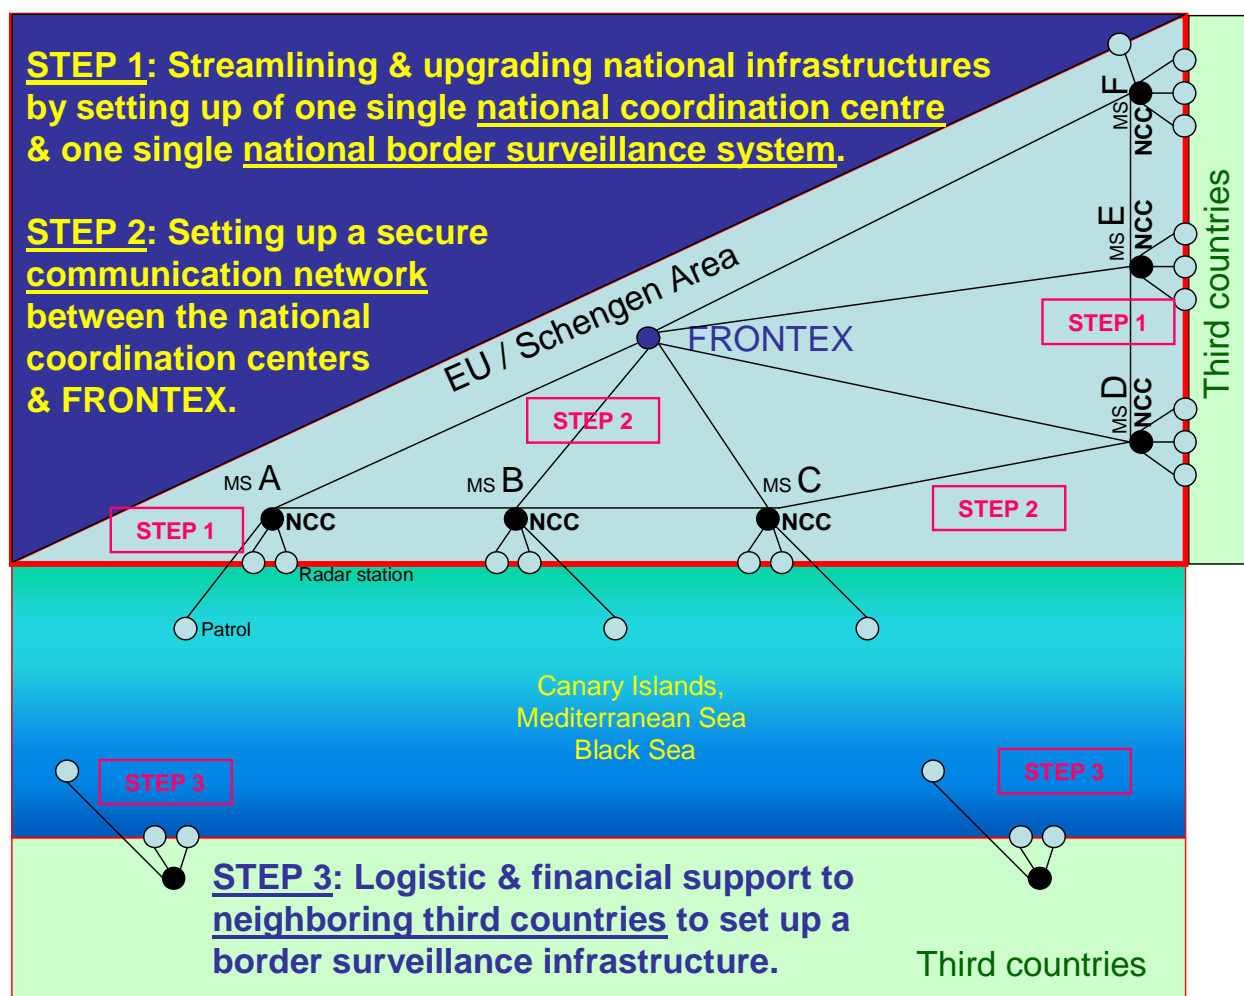 STEP 1: Streamlining & upgrading national infrastructures
by setting up of one single national coordination centre
& one single national border surveillance system.
STEP 2: Setting up a secure
communication network
between the national
coordination centers
& FRONTEX.
EU / Schengen Area
FRONTEX
MS F
NCC
MS E
NCC
STEP 1
MS D
NCC
Third countries
STEP 2
MS A
NCC
MS B
NCC
MS C
NCC
STEP 1
STEP 2
Radar station
Patrol
Canary Islands,
Mediterranean Sea
Black Sea
STEP 3
STEP 3
STEP 3: Logistic & financial support to
neighboring third countries to set up a
border surveillance infrastructure.
Third countries